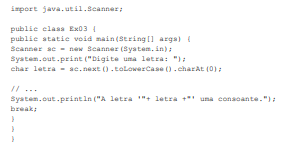 import java.util.Scanner;
public class Ex03 {
public static void main(String[] args) {
Scanner sc = new Scanner(System.in);
System.out.print("Digite uma letra: ");
char letra = sc.next().toLowerCase().charAt(0);
// ...
System.out.println("A letra '"+ letra +"' uma consoante.");
break;
}
}
}